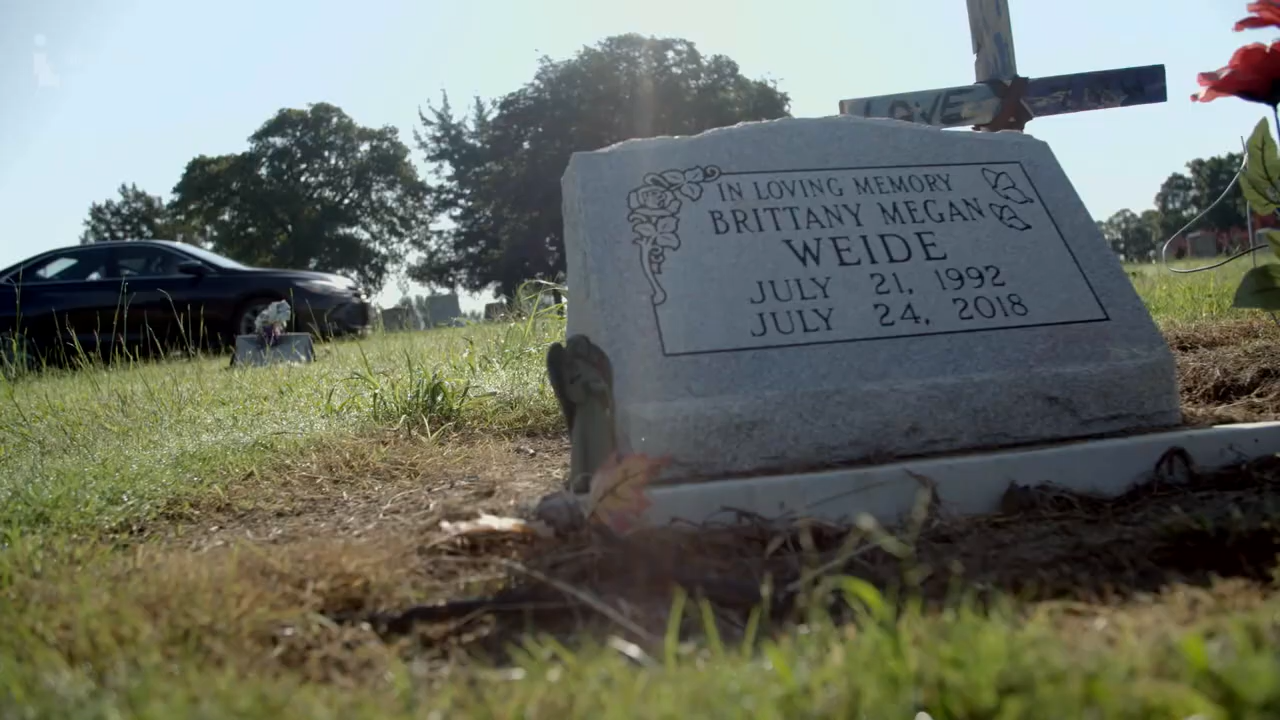 LOVE
IN LOVING MEMORY
BRITTANY MEGAN
WEIDE
JULY 21, 1992
JULY 24, 2018